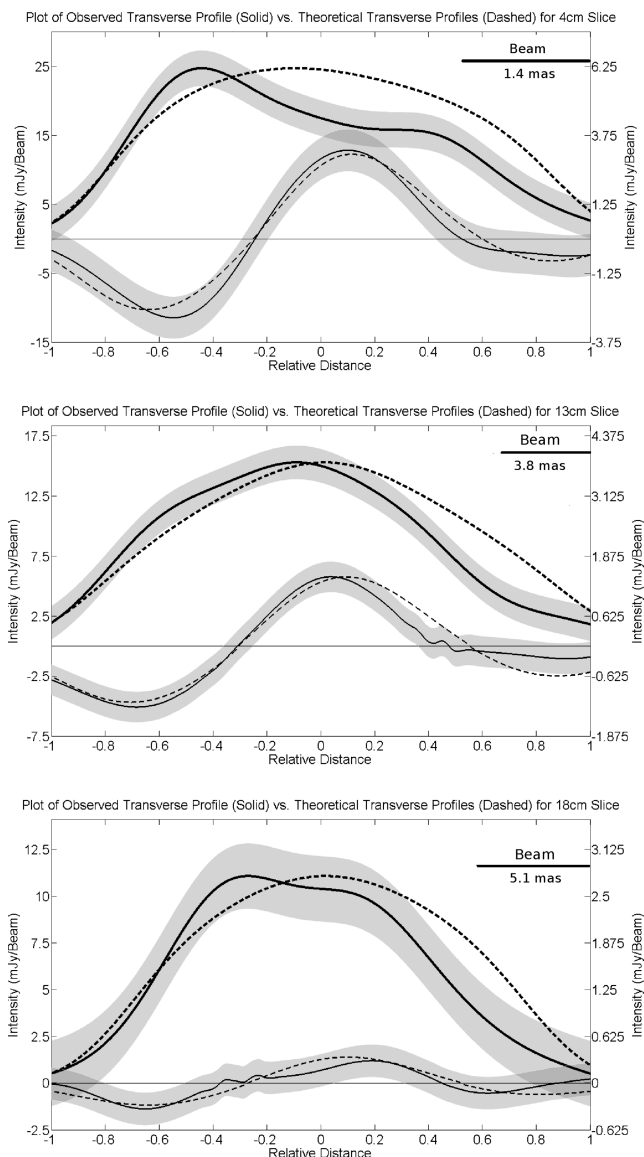 Plot of Observed Transverse Profile (Solid) vs. Theoretical Transverse Profiles (Dashed) for 4cm Slice
Beam
1.4 mas
25
15
5
-5
-15
6.25
3.75
1.25
-1.25
-3.75
Intensity (mJy/Beam)
Intensity (mJy/Beam)
-1 -0.8 -0.6 -0.4 -0.2 0 0.2 0.4 0.6 0.8 1
Relative Distance
Plot of Observed Transverse Profile (Solid) vs. Theoretical Transverse Profiles (Dashed) for 13cm Slice
Beam
3.8 mas
17.5
12.5
7.5
2.5
-2.5
-7.5
4.375
3.125
1.875
0.625
-0.625
-1.875
Intensity (mJy/Beam)
Intensity (mJy/Beam)
-1 -0.8 -0.6 -0.4 -0.2 0 0.2 0.4 0.6 0.8 1
Relative Distance
Plot of Observed Transverse Profile (Solid) vs. Theoretical Transverse Profiles (Dashed) for 18cm Slice
Beam
5.1 mas
12.5
10
7.5
5
2.5
0
-2.5
3.125
2.5
1.875
1.25
0.625
0
-0.625
Intensity (mJy/Beam)
Intensity (mJy/Beam)
-1 -0.8 -0.6 -0.4 -0.2 0 0.2 0.4 0.6 0.8 1
Relative Distance